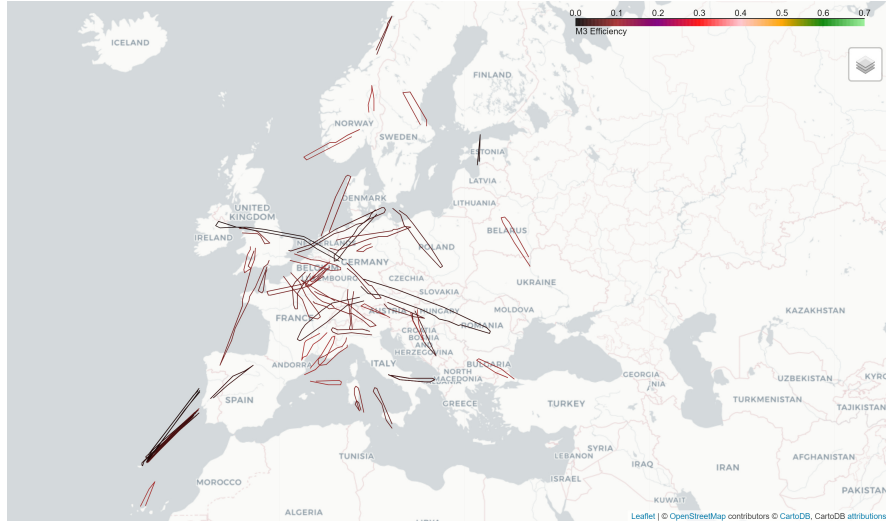 0.0 0.1 0.2 0.3 0.4 0.5 0.6 0.7
M3 Efficiency
ICELAND
FINLAND
NORWAY
SWEDEN
ESTONIA
LATVIA
DENMARK
LITHUANIA
UNITED
KINGDOM
IRELAND
NETHERLANDS
BELARUS
POLAND
BELGIUM
GERMANY
LUXEMBOURG
CZECHIA
UKRAINE
SLOVAKIA
AUSTRIA
HUNGARY
MOLDOVA
KAZAKHSTAN
FRANCE
ROMANIA
CROATIA
BOSNIA
AND
HERZEGOVINA
ANDORRA
ITALY
BULGARIA
NORTH
MACEDONIA
GEORGIA
UZBEKISTAN
SPAIN
GREECE
TURKEY
TURKMENISTAN
TAJIKISTAN
SYRIA
LEBANON
IRAQ
IRAN
AFGHANISTAN
TUNISIA
ISRAEL
MOROCCO
KUWAIT
PAKISTAN
ALGERIA
Leaflet | © OpenStreetMap contributors © CartoDB, CartoDB attributions